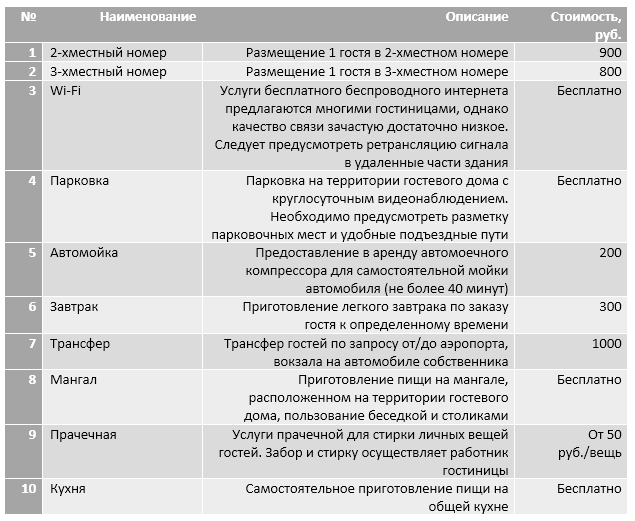 № Наименование Описание Стоимость,
руб.
1 2-хместный номер Размещение 1 гостя в 2-хместном номере 900
2 3-хместный номер Размещение 1 гостя в 3-хместном номере 800
3 Wi-Fi Услуги бесплатного беспроводного интернета Бесплатно
предлагаются многими гостиницами, однако
качество связи зачастую достаточно низкое.
Следует предусмотреть ретрансляцию сигнала
в удаленные части здания
4 Парковка Парковка на территории гостевого дома с Бесплатно
круглосуточным видеонаблюдением.
Необходимо предусмотреть разметку
парковочных мест и удобные подъездные пути
5 Автомойка Предоставление в аренду автомоечного 200
компрессора для самостоятельной мойки
автомобиля (не более 40 минут)
6 Завтрак Приготовление легкого завтрака по заказу 300
гостя к определенному времени
7 Трансфер Трансфер гостей по запросу от/до аэропорта, 1000
вокзала на автомобиле собственника
8 Мангал Приготовление пищи на мангале, Бесплатно
расположенном на территории гостевого
дома, пользование беседкой и столиками
9 Прачечная Услуги прачечной для стирки личных вещей От 50
гостей. Забор и стирку осуществляет работник руб./вещь
гостиницы
10 Кухня Самостоятельное приготовление пищи на Бесплатно
общей кухне